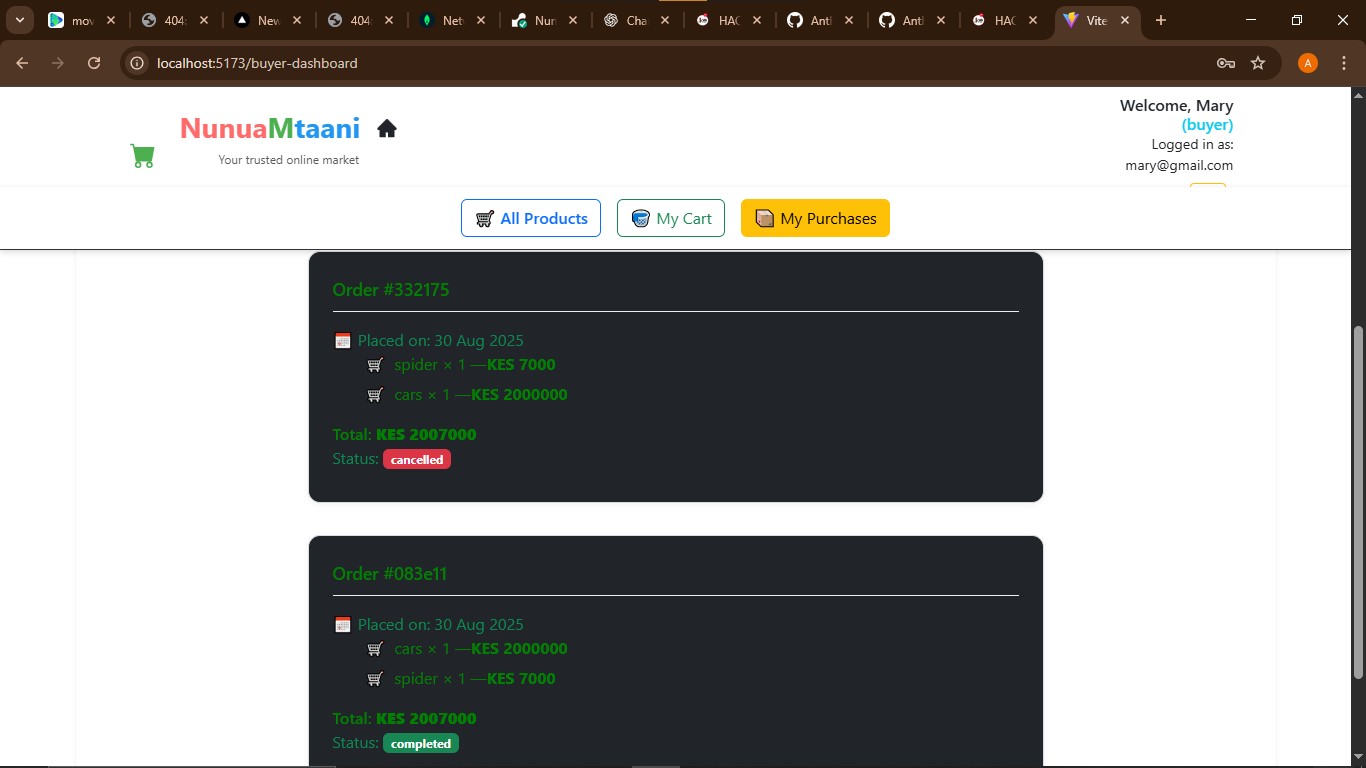 mov
404:
New
404:
Net
Nun
Cha
HAC
Antl
Antl
HAC
Vite
localhost:5173/buyer-dashboard
A
NunuaMtaani
Your trusted online market
Welcome, Mary
(buyer)
Logged in as:
mary@gmail.com
All Products
My Cart
My Purchases
Order #332175
Placed on: 30 Aug 2025
spider × 1 —KES 7000
cars × 1 —KES 2000000
Total: KES 2007000
Status: cancelled
Order #083e11
Placed on: 30 Aug 2025
cars × 1 —KES 2000000
spider × 1 —KES 7000
Total: KES 2007000
Status: completed